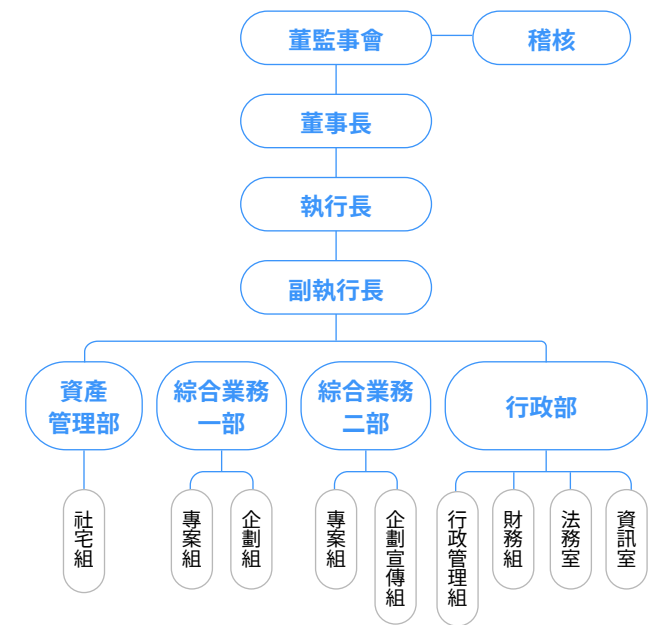 董監事會
稽核
董事長
執行長
副執行長
資產
管理部
綜合業務
一部
綜合業務
二部
行政部
社宅組
專案組
企劃組
專案組
企劃宣傳組
行政管理組
財務組
法務室
資訊室